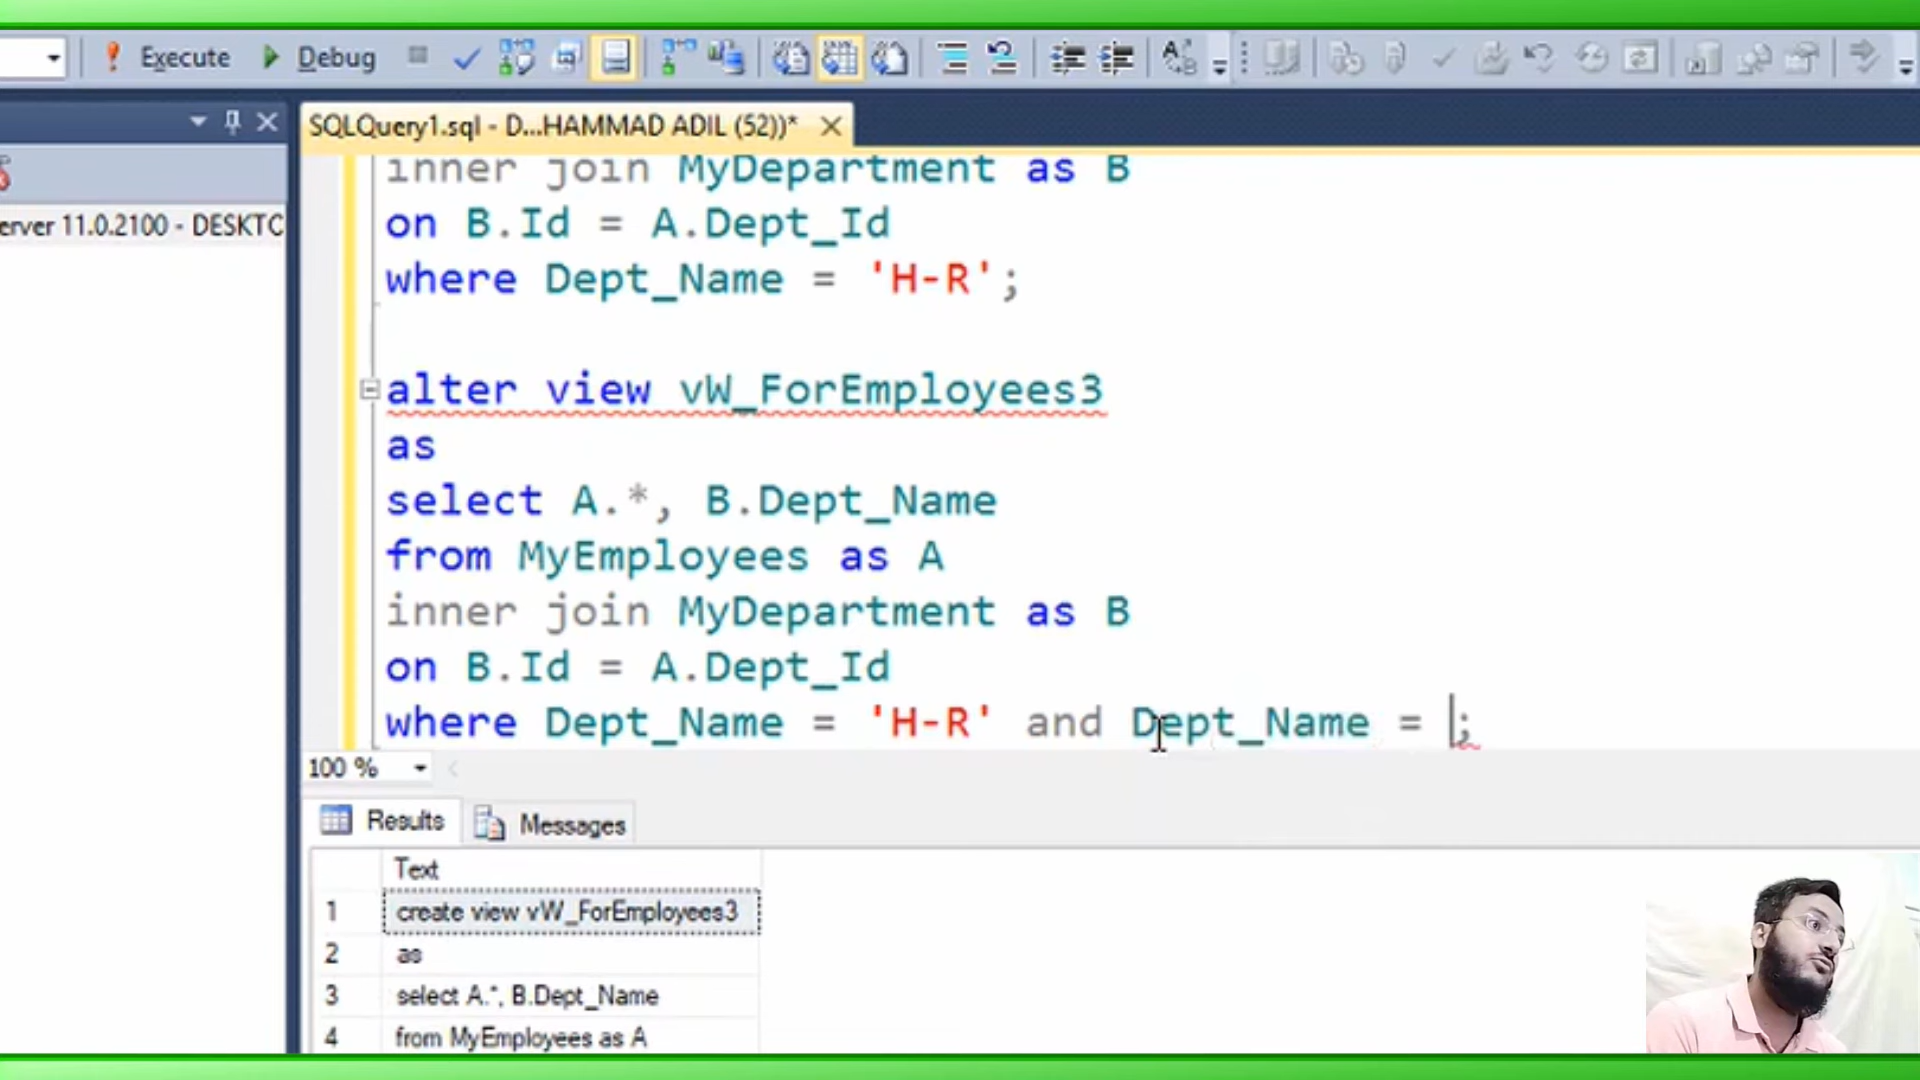 Execute Debug
SQLQuery1.sql - D...HAMMAD ADIL (52))*
erver 11.0.2100 - DESKTC
inner join MyDepartment as B
on B.Id = A.Dept_Id
where Dept_Name = 'H-R';
alter view vW_ForEmployees3
as
select A.*, B.Dept_Name
from MyEmployees as A
inner join MyDepartment as B
on B.Id = A.Dept_Id
where Dept_Name = 'H-R' and Dept_Name = ;
100 %
Results Messages
Text
1 create view vW_ForEmployees3
2 as
3 select A.*, B.Dept_Name
4 from MyEmployees as A